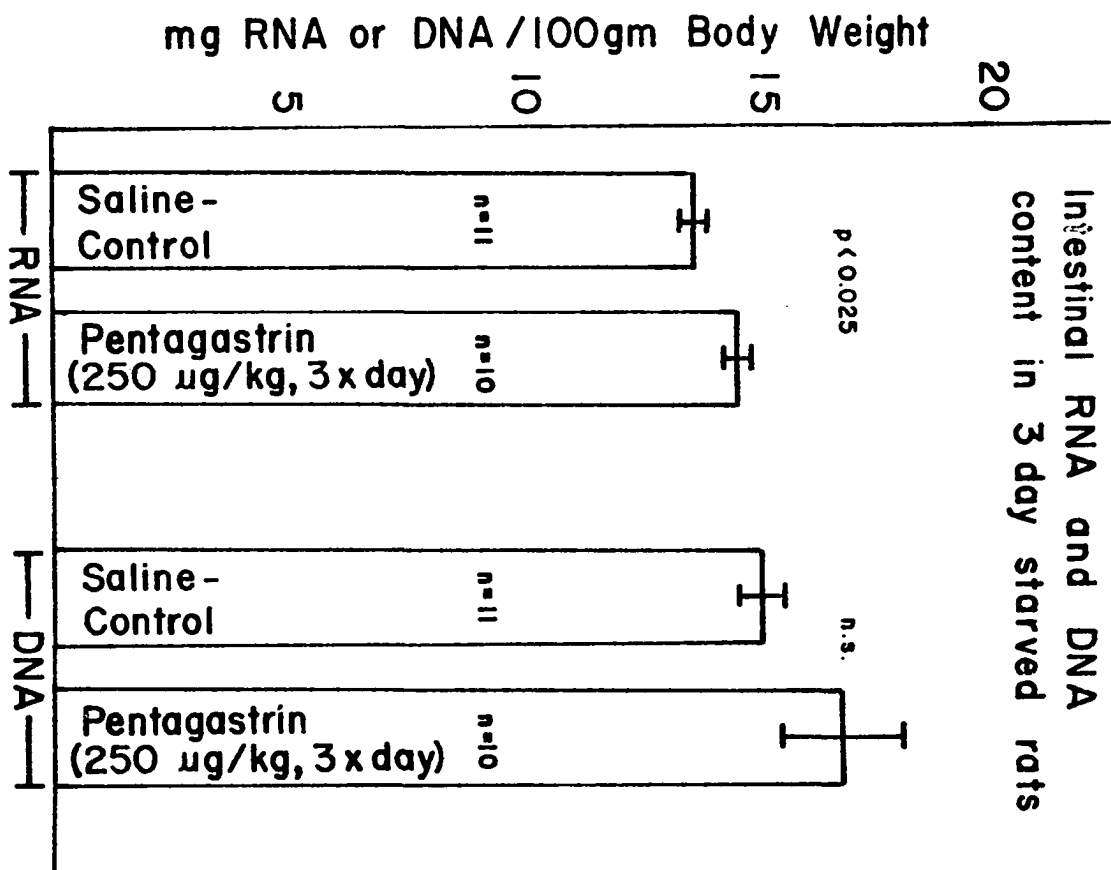 mg RNA or DNA/100gm Body Weight
5
10
15
20
Intestinal RNA and DNA
content in 3 day starved rats
p < 0.025
n.s.
RNA
Saline-
Control
n=11
Pentagastrin
(250 µg/kg, 3 x day)
n=10
DNA
Saline-
Control
n=11
Pentagastrin
(250 µg/kg, 3 x day)
n=10